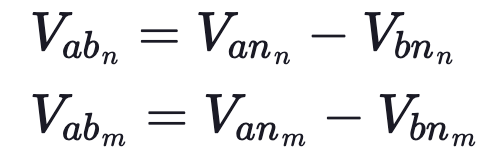 V_{ab_n} = V_{an_n} - V_{bn_n}
V_{ab_m} = V_{an_m} - V_{bn_m}